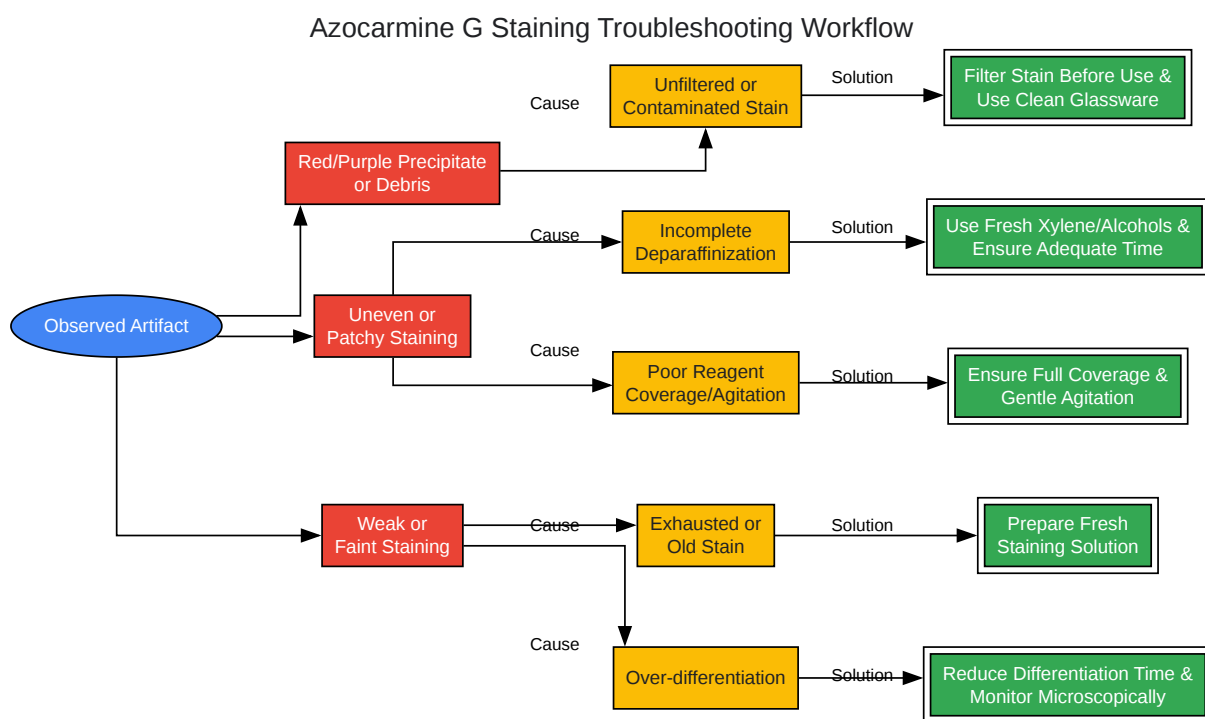 Azocarmine G Staining Troubleshooting Workflow
Unfiltered or
Contaminated Stain
Solution
Filter Stain Before Use &
Use Clean Glassware
Cause
Red/Purple Precipitate
or Debris
Cause
Incomplete
Deparaffinization
Solution
Use Fresh Xylene/Alcohols &
Ensure Adequate Time
Observed Artifact
Uneven or
Patchy Staining
Cause
Poor Reagent
Coverage/Agitation
Solution
Ensure Full Coverage &
Gentle Agitation
Weak or
Faint Staining
Cause
Exhausted or
Old Stain
Solution
Prepare Fresh
Staining Solution
Cause
Over-differentiation
Solution
Reduce Differentiation Time &
Monitor Microscopically